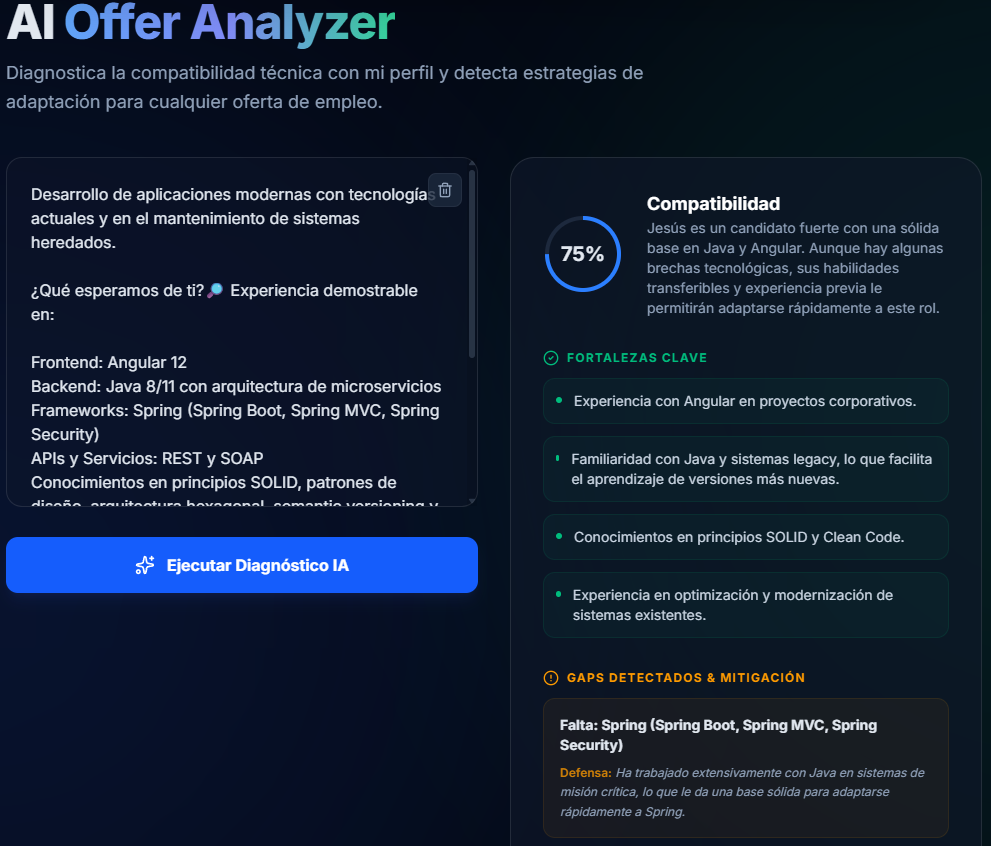 AI Offer Analyzer
Diagnostica la compatibilidad técnica con mi perfil y detecta estrategias de
adaptación para cualquier oferta de empleo.
Desarrollo de aplicaciones modernas con tecnologías
actuales y en el mantenimiento de sistemas
heredados.
¿Qué esperamos de ti?🔎 Experiencia demostrable
en:
Frontend: Angular 12
Backend: Java 8/11 con arquitectura de microservicios
Frameworks: Spring (Spring Boot, Spring MVC, Spring
Security)
APIs y Servicios: REST y SOAP
Conocimientos en principios SOLID, patrones de
diseño, arquitectura hexagonal, semantic versioning y
Ejecutar Diagnóstico IA
75%
Compatibilidad
Jesús es un candidato fuerte con una sólida
base en Java y Angular. Aunque hay algunas
brechas tecnológicas, sus habilidades
transferibles y experiencia previa le
permitirán adaptarse rápidamente a este rol.
FORTALEZAS CLAVE
Experiencia con Angular en proyectos corporativos.
Familiaridad con Java y sistemas legacy, lo que facilita
el aprendizaje de versiones más nuevas.
Conocimientos en principios SOLID y Clean Code.
Experiencia en optimización y modernización de
sistemas existentes.
GAPS DETECTADOS & MITIGACIÓN
Falta: Spring (Spring Boot, Spring MVC, Spring
Security)
Defensa: Ha trabajado extensivamente con Java en sistemas de
misión crítica, lo que le da una base sólida para adaptarse
rápidamente a Spring.